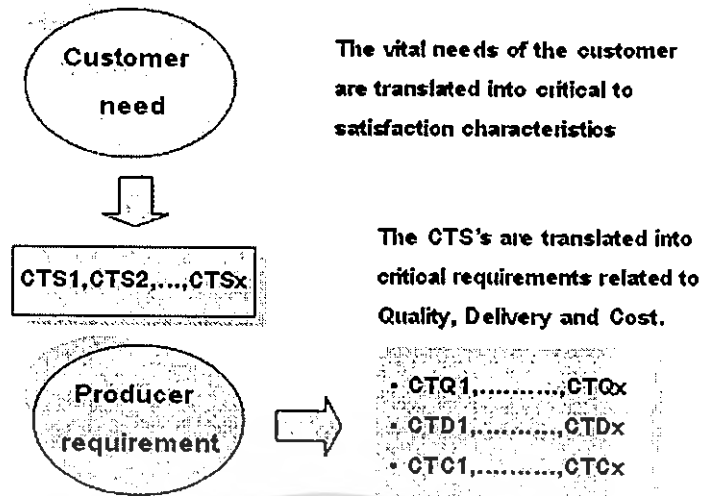 Customer
need
The vital needs of the customer
are translated into critical to
satisfaction characteristics
CTS1,CTS2,...,CTSx
The CTS's are translated into
critical requirements related to
Quality, Delivery and Cost.
Producer
requirement
• CTQ1,..........,CTQx
• CTD1,..........,CTDx
• CTC1,..........,CTCx